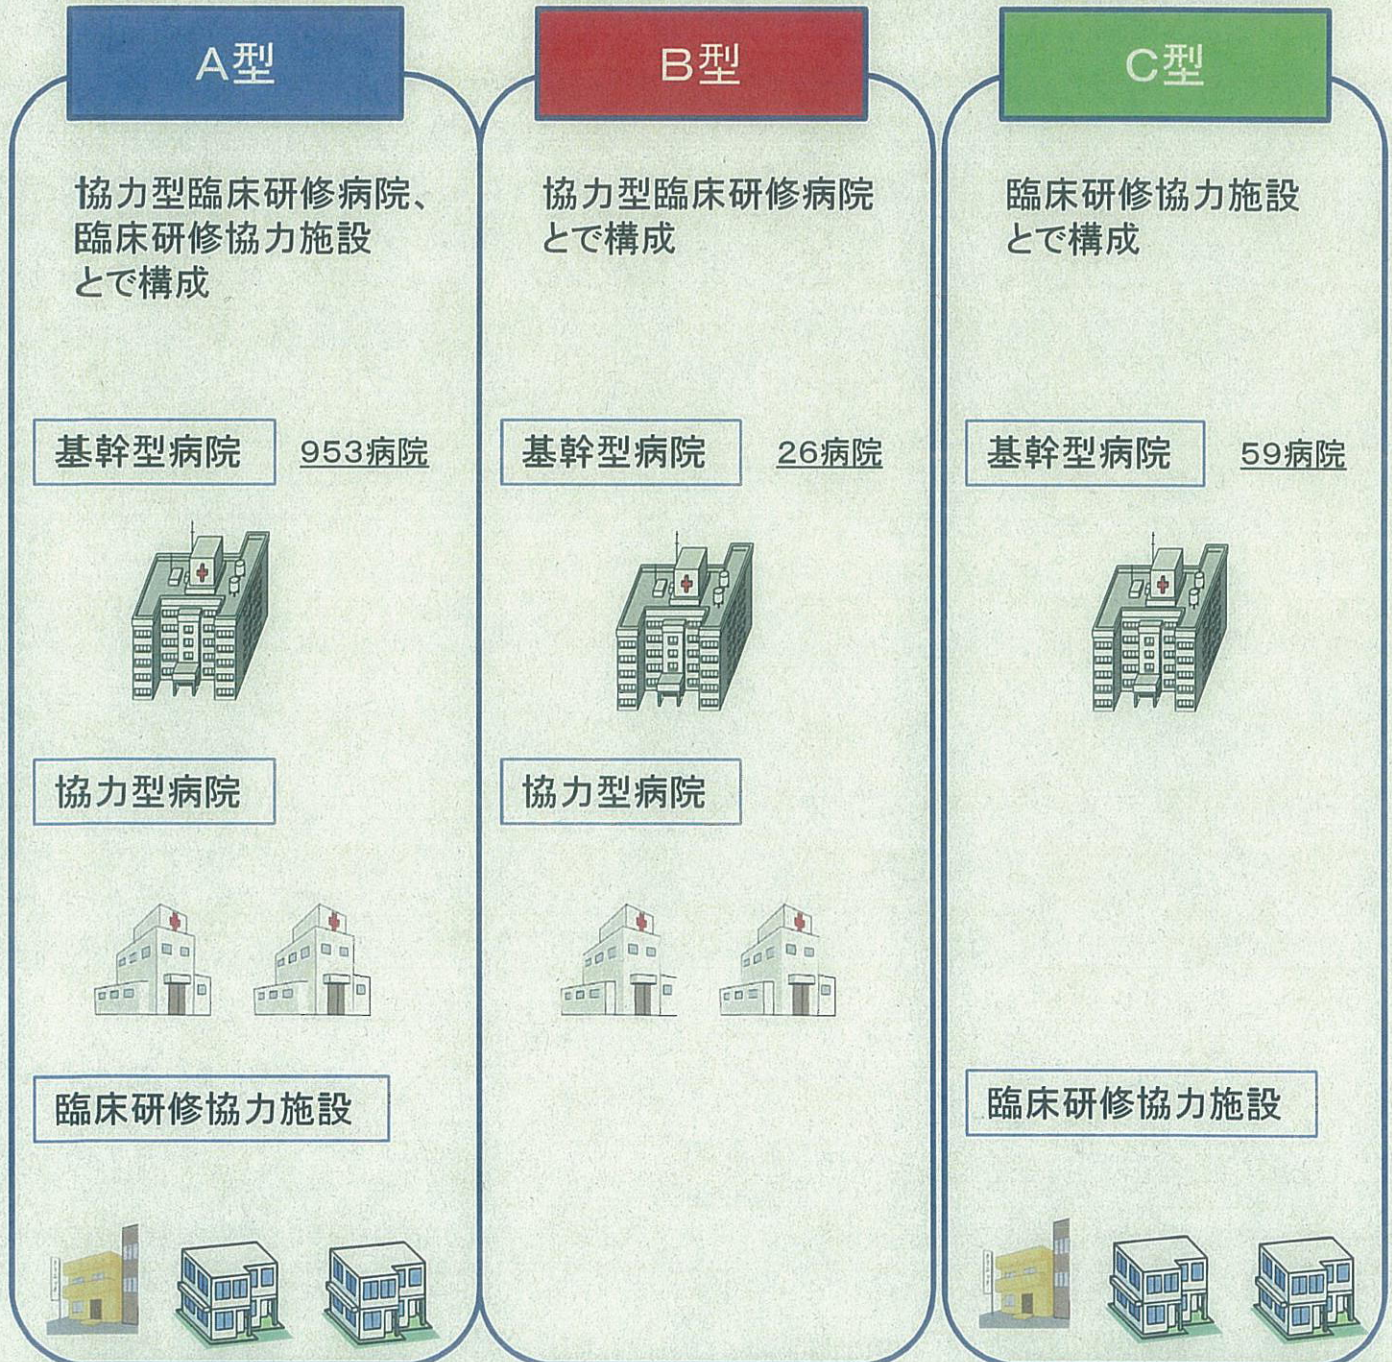 A型
協力型臨床研修病院、
臨床研修協力施設
とで構成
基幹型病院
953病院
協力型病院
臨床研修協力施設
B型
協力型臨床研修病院
とで構成
基幹型病院
26病院
協力型病院
C型
臨床研修協力施設
とで構成
基幹型病院
59病院
臨床研修協力施設